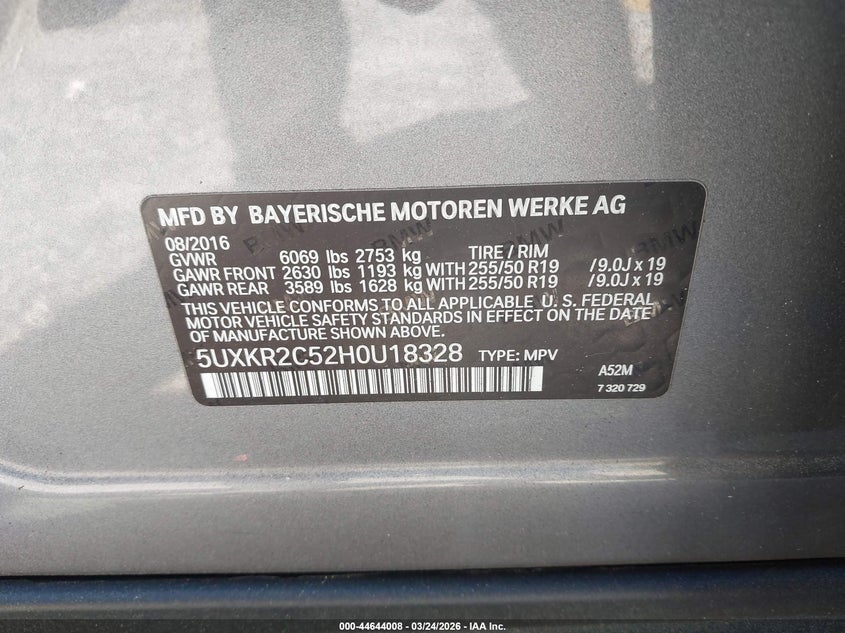 MFD BY BAYERISCHE MOTOREN WERKE AG
08/2016
GVWR 6069 lbs 2753 kg TIRE / RIM
GAWR FRONT 2630 lbs 1193 kg WITH 255/50 R19 /9.0J x 19
GAWR REAR 3589 lbs 1628 kg WITH 255/50 R19 /9.0J x 19
THIS VEHICLE CONFORMS TO ALL APPLICABLE U.S. FEDERAL
MOTOR VEHICLE SAFETY STANDARDS IN EFFECT ON THE DATE
OF MANUFACTURE SHOWN ABOVE.
5UXKR2C52H0U18328 TYPE: MPV
A52M
7 320 729
000-44644008 - 03/24/2026 - IAA Inc.